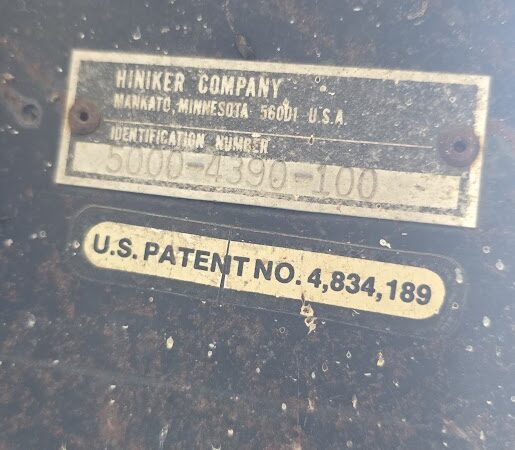 HINIKER COMPANY
MANKATO, MINNESOTA 56001 U.S.A.
IDENTIFICATION NUMBER
5000-4390-100
U.S. PATENT NO. 4,834,189